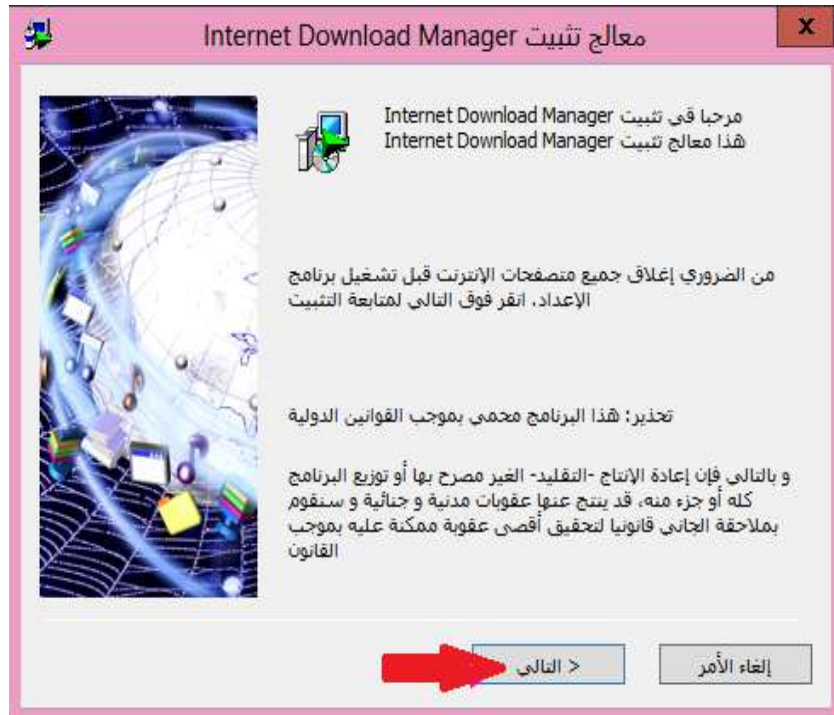 معالج تثبيت Internet Download Manager
x
مرحبا في تثبيت Internet Download Manager
هذا معالج تثبيت Internet Download Manager
من الضروري إغلاق جميع متصفحات الإنترنت قبل تشغيل برنامج
الإعداد، انقر فوق التالي لمتابعة التثبيت
تحذير: هذا البرنامج محمي بموجب القوانين الدولية
و بالتالي فإن إعادة الإنتاج -التقليد- الغير مصرح بها أو توزيع البرنامج
كله أو جزء منه، قد ينتج عنها عقوبات مدنية و جنائية و سنقوم
بملاحقة الجاني قانونيا لتحقيق أقصى عقوبة ممكنة عليه بموجب
القانون
التالي >
إلغاء الأمر